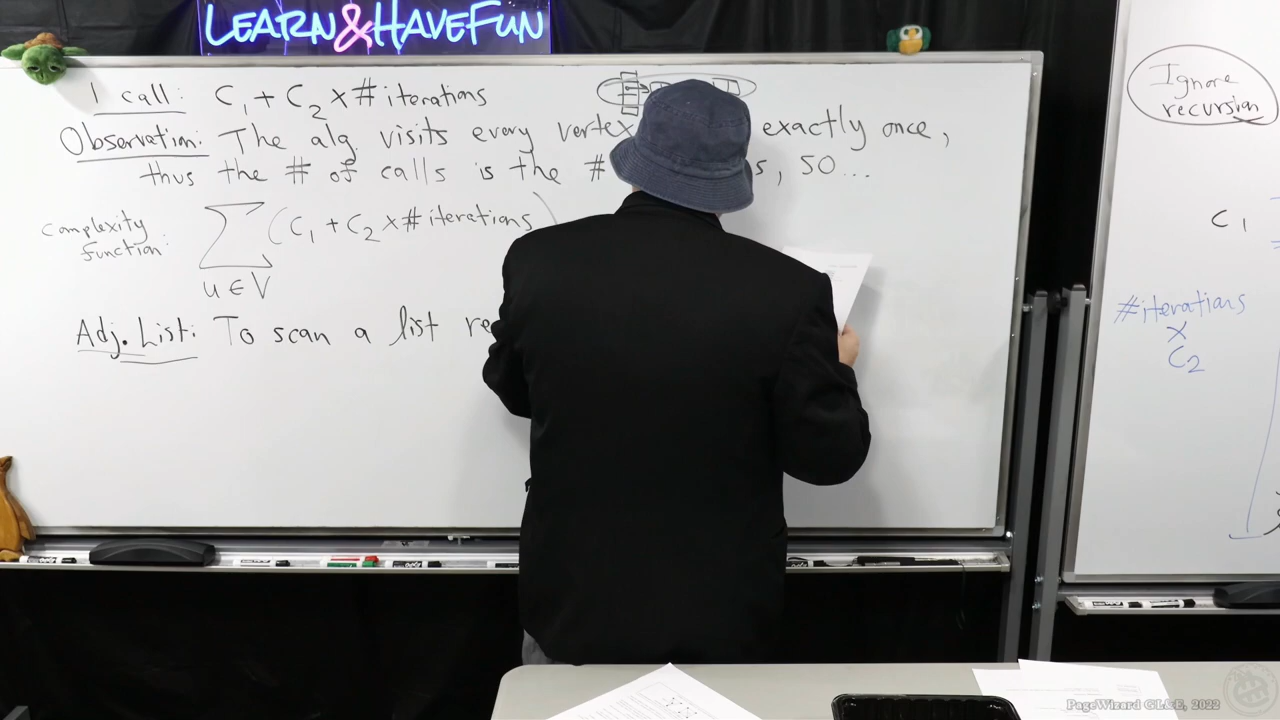 LEARN&HAVEFUN
1 call: C₁ + C₂ x # iterations
Observation: The alg. visits every vertex exactly once,
thus the # of calls is the # s, so...
Complexity function: ∑ u ∈ V (C₁ + C₂ x # iterations)
Adj. List: To scan a list re
Ignore
recursion
C₁
#iterations
x
C₂
PageWizard GL&E, 2022